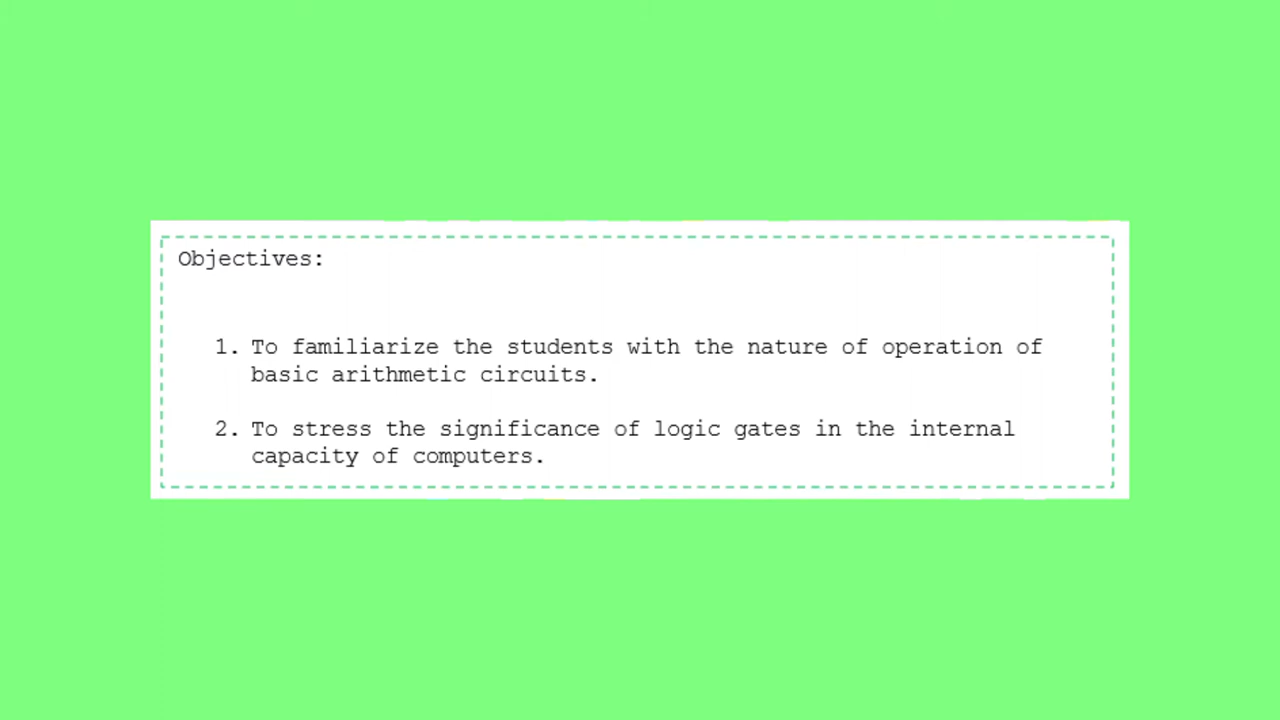 Objectives:
1. To familiarize the students with the nature of operation of
basic arithmetic circuits.
2. To stress the significance of logic gates in the internal
capacity of computers.